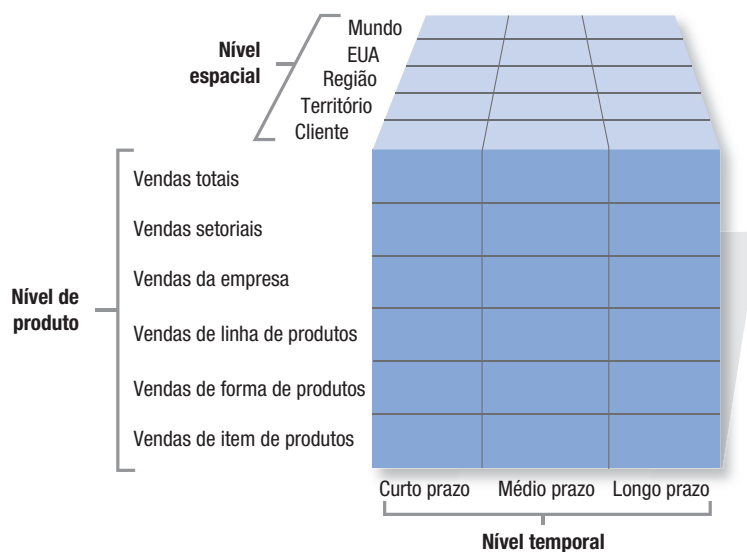 Nível
espacial
Mundo
EUA
Região
Território
Cliente
Nível de
produto
Vendas totais
Vendas setoriais
Vendas da empresa
Vendas de linha de produtos
Vendas de forma de produtos
Vendas de item de produtos
Curto prazo Médio prazo Longo prazo
Nível temporal